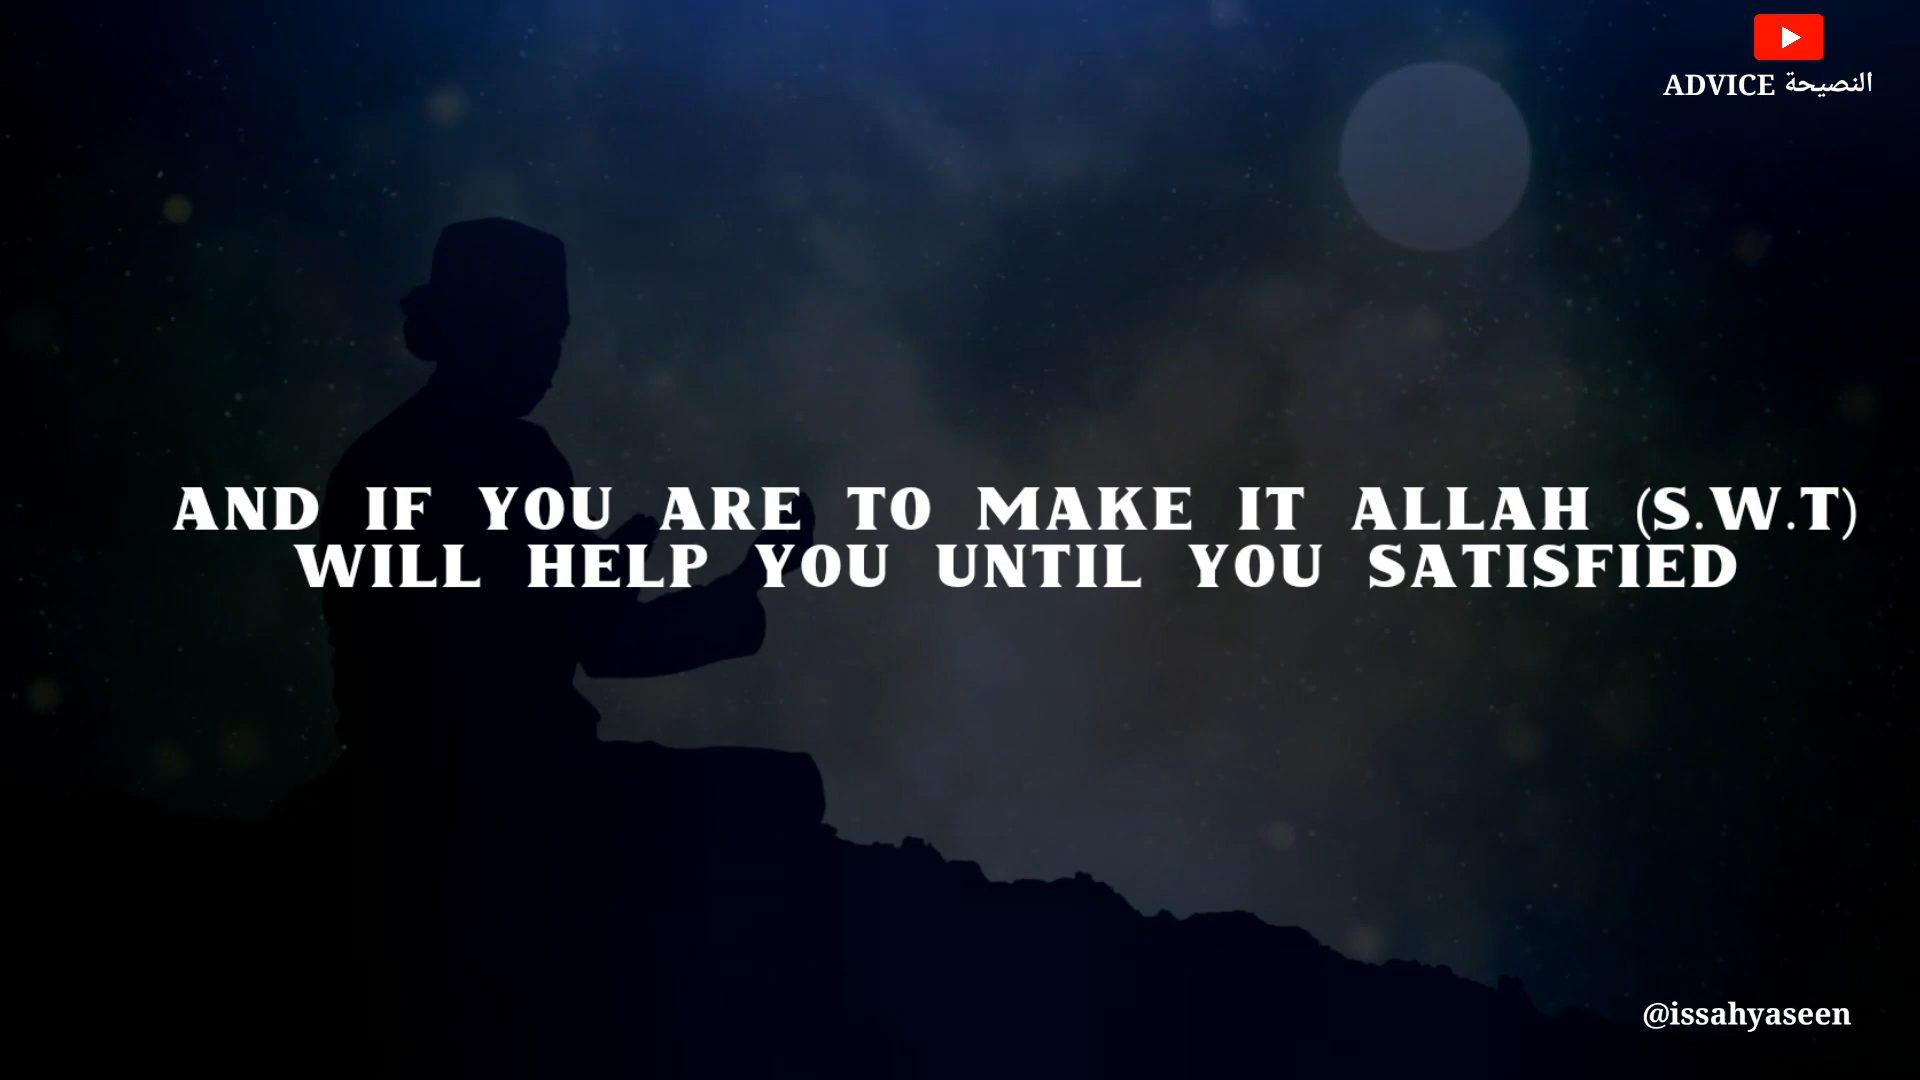 ADVICE النصيحة
AND IF YOU ARE TO MAKE IT ALLAH (S.W.T)
WILL HELP YOU UNTIL YOU SATISFIED
@issahyaseen